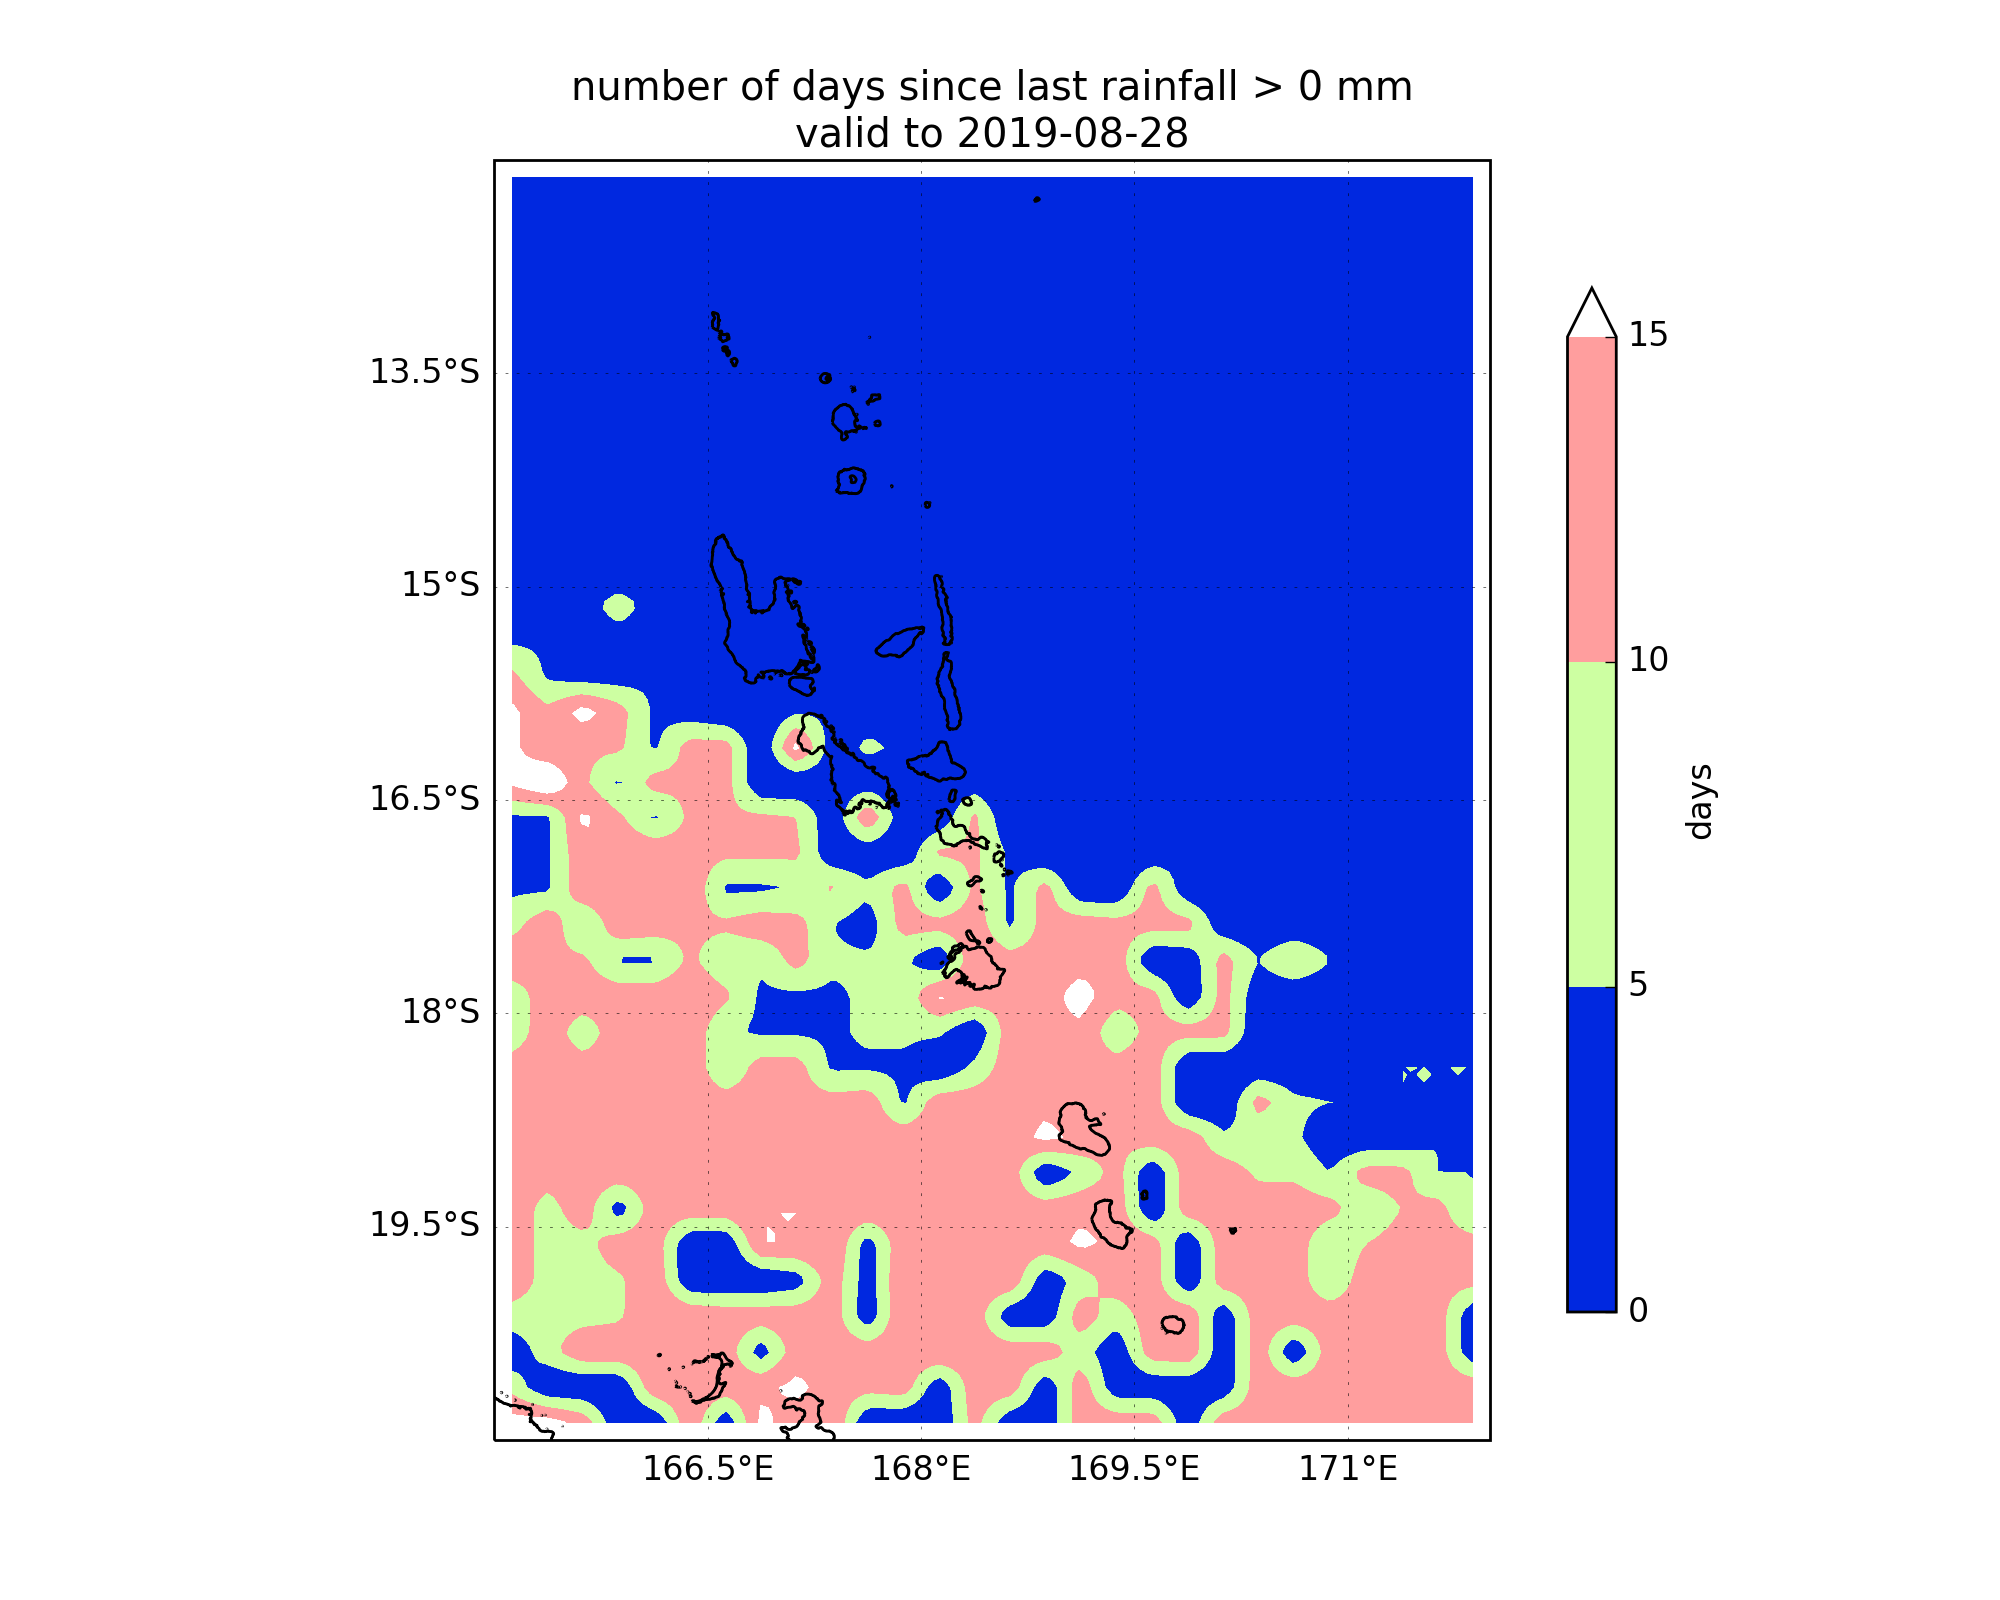 number of days since last rainfall > 0 mm
valid to 2019-08-28
13.5°S
15°S
16.5°S
18°S
19.5°S
166.5°E
168°E
169.5°E
171°E
15
10
5
0
days